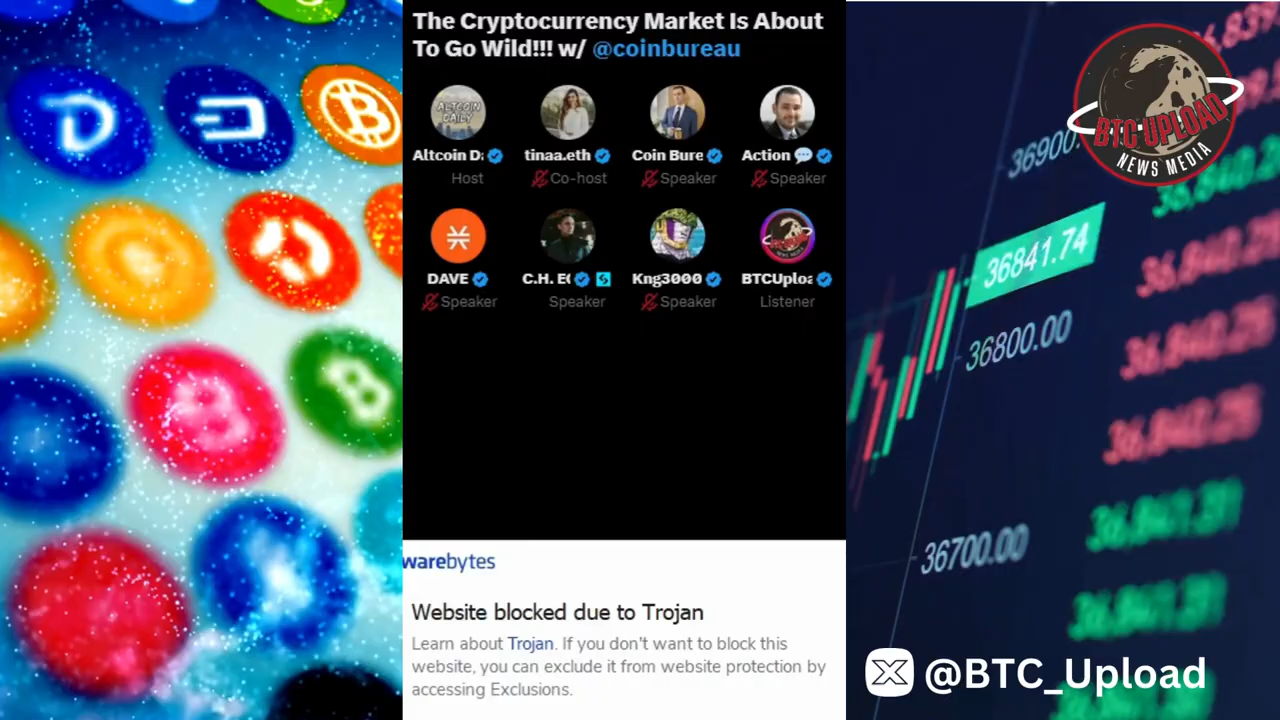 The Cryptocurrency Market Is About
To Go Wild!!! w/ @coinbureau
Altcoin Da
Host
tinaa.eth
Co-host
Coin Bure
Speaker
Action
Speaker
DAVE
Speaker
C.H. E
Speaker
Kng3000
Speaker
BTCUploa
Listener
warebytes
Website blocked due to Trojan
Learn about Trojan. If you don't want to block this
website, you can exclude it from website protection by
accessing Exclusions.
ALTCOIN
DAILY
BTC UPLOAD
NEWS MEDIA
36900.
36841.74
36800.00
36700.00
@BTC_Upload